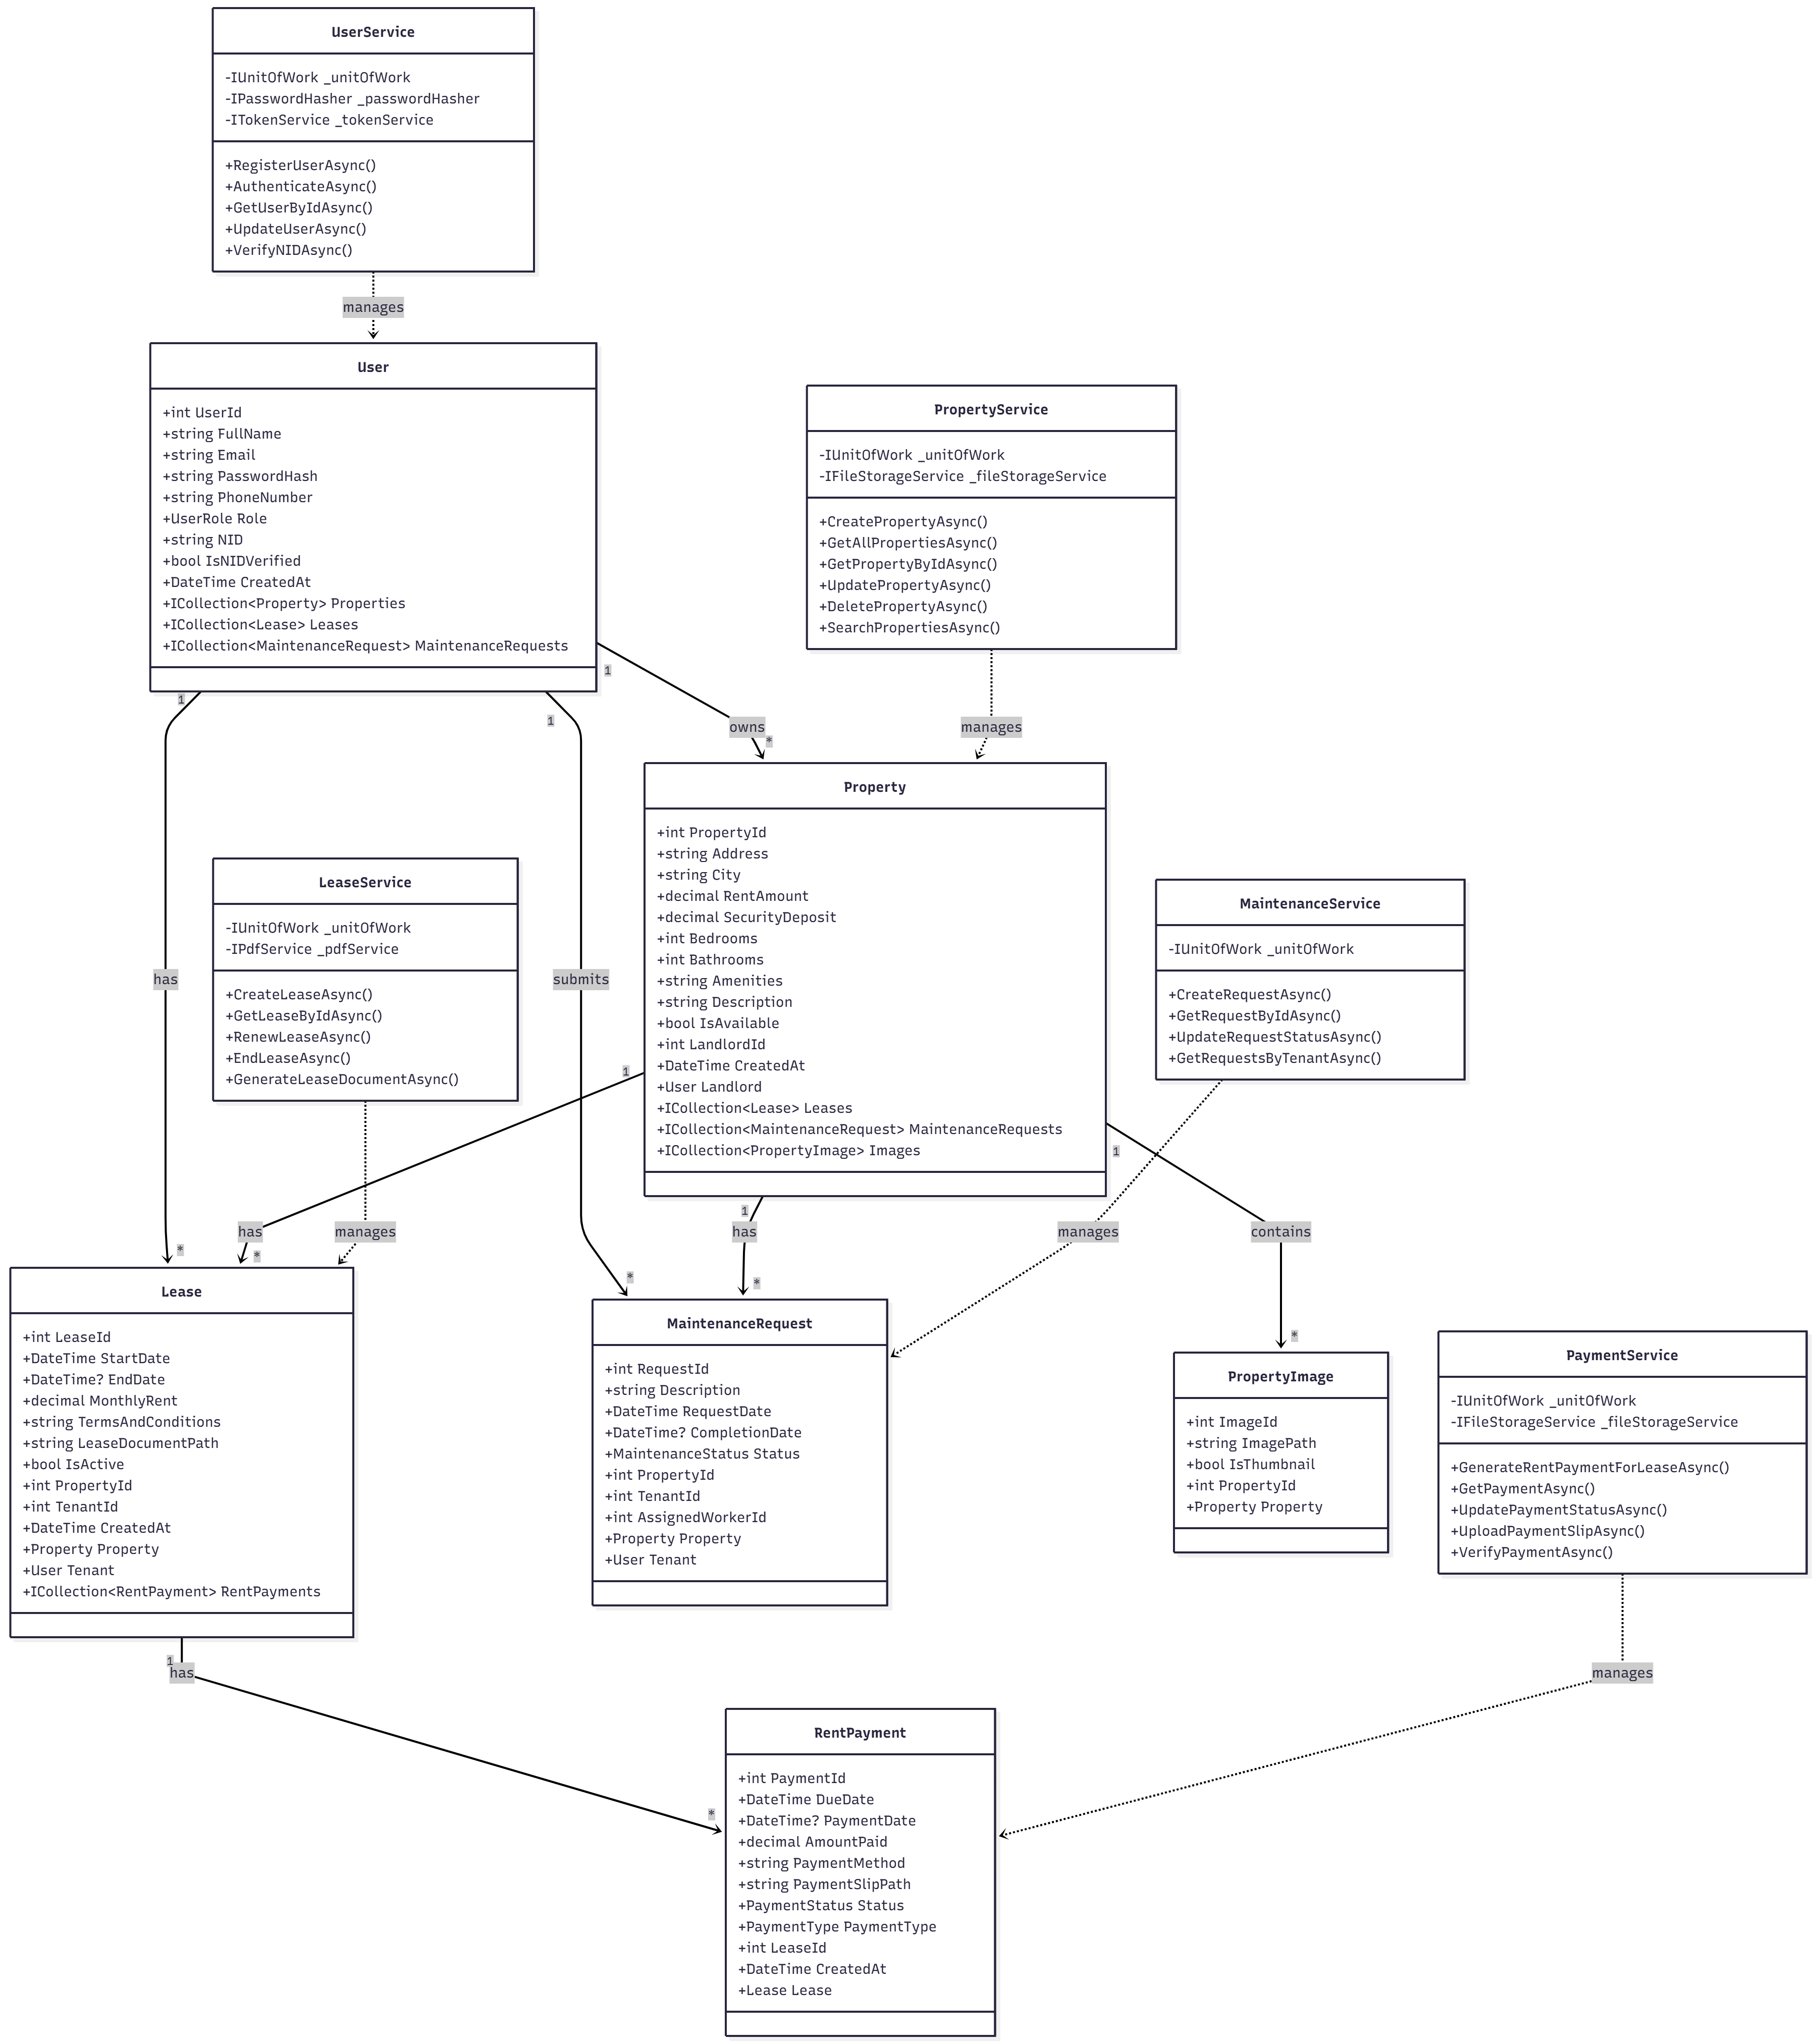 UserService
-IUnitOfWork _unitOfWork
-IPasswordHasher _passwordHasher
-ITokenService _tokenService
+RegisterUserAsync()
+AuthenticateAsync()
+GetUserByIdAsync()
+UpdateUserAsync()
+VerifyNIDAsync()
manages
User
+int UserId
+string FullName
+string Email
+string PasswordHash
+string PhoneNumber
+UserRole Role
+string NID
+bool IsNIDVerified
+DateTime CreatedAt
+ICollection<Property> Properties
+ICollection<Lease> Leases
+ICollection<MaintenanceRequest> MaintenanceRequests
PropertyService
-IUnitOfWork _unitOfWork
-IFileStorageService _fileStorageService
+CreatePropertyAsync()
+GetAllPropertiesAsync()
+GetPropertyByIdAsync()
+UpdatePropertyAsync()
+DeletePropertyAsync()
+SearchPropertiesAsync()
1
1
1
owns
*
manages
Property
+int PropertyId
+string Address
+string City
+decimal RentAmount
+decimal SecurityDeposit
+int Bedrooms
+int Bathrooms
+string Amenities
+string Description
+bool IsAvailable
+int LandlordId
+DateTime CreatedAt
+User Landlord
+ICollection<Lease> Leases
+ICollection<MaintenanceRequest> MaintenanceRequests
+ICollection<PropertyImage> Images
LeaseService
-IUnitOfWork _unitOfWork
-IPdfService _pdfService
+CreateLeaseAsync()
+GetLeaseByIdAsync()
+RenewLeaseAsync()
+EndLeaseAsync()
+GenerateLeaseDocumentAsync()
MaintenanceService
-IUnitOfWork _unitOfWork
+CreateRequestAsync()
+GetRequestByIdAsync()
+UpdateRequestStatusAsync()
+GetRequestsByTenantAsync()
has
submits
1
1
1
has
manages
has
manages
contains
*
*
*
*
*
Lease
+int LeaseId
+DateTime StartDate
+DateTime? EndDate
+decimal MonthlyRent
+string TermsAndConditions
+string LeaseDocumentPath
+bool IsActive
+int PropertyId
+int TenantId
+DateTime CreatedAt
+Property Property
+User Tenant
+ICollection<RentPayment> RentPayments
MaintenanceRequest
+int RequestId
+string Description
+DateTime RequestDate
+DateTime? CompletionDate
+MaintenanceStatus Status
+int PropertyId
+int TenantId
+int AssignedWorkerId
+Property Property
+User Tenant
PropertyImage
+int ImageId
+string ImagePath
+bool IsThumbnail
+int PropertyId
+Property Property
PaymentService
-IUnitOfWork _unitOfWork
-IFileStorageService _fileStorageService
+GenerateRentPaymentForLeaseAsync()
+GetPaymentAsync()
+UpdatePaymentStatusAsync()
+UploadPaymentSlipAsync()
+VerifyPaymentAsync()
1
has
manages
*
RentPayment
+int PaymentId
+DateTime DueDate
+DateTime? PaymentDate
+decimal AmountPaid
+string PaymentMethod
+string PaymentSlipPath
+PaymentStatus Status
+PaymentType PaymentType
+int LeaseId
+DateTime CreatedAt
+Lease Lease